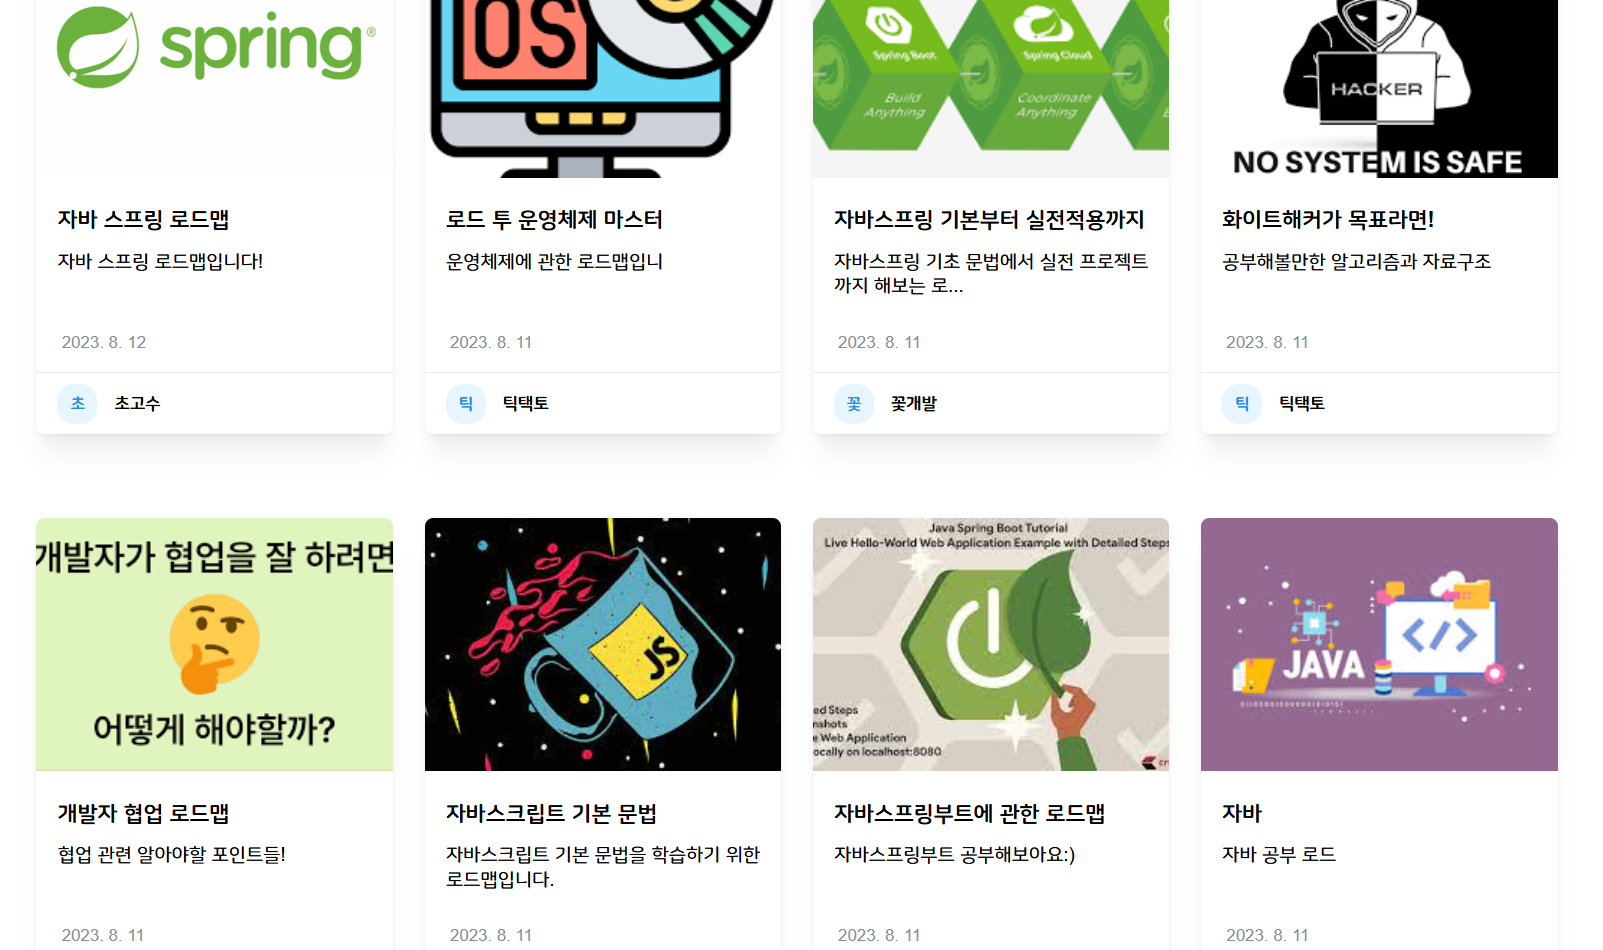 spring®
OS
Spring Boot
Spring Cloud
Build
Anything
Coordinate
Anything
HACKER
NO SYSTEM IS SAFE
자바 스프링 로드맵
자바 스프링 로드맵입니다!
2023. 8. 12
초 초고수
로드 투 운영체제 마스터
운영체제에 관한 로드맵입니
2023. 8. 11
틱 틱택토
자바스프링 기본부터 실전적용까지
자바스프링 기초 문법에서 실전 프로젝트
까지 해보는 로...
2023. 8. 11
꽃 꽃개발
화이트해커가 목표라면!
공부해볼만한 알고리즘과 자료구조
2023. 8. 11
틱 틱택토
개발자가 협업을 잘 하려면
어떻게 해야할까?
개발자 협업 로드맵
협업 관련 알아야할 포인트들!
2023. 8. 11
JS
자바스크립트 기본 문법
자바스크립트 기본 문법을 학습하기 위한
로드맵입니다.
2023. 8. 11
Java Spring Boot Tutorial
Live Hello-World Web Application Example with Detailed Steps
ed Steps
nshots
e Web Application
ocally on localhost:8080
자바스프링부트에 관한 로드맵
자바스프링부트 공부해보아요:)
2023. 8. 11
</>
JAVA
자바
자바 공부 로드
2023. 8. 11